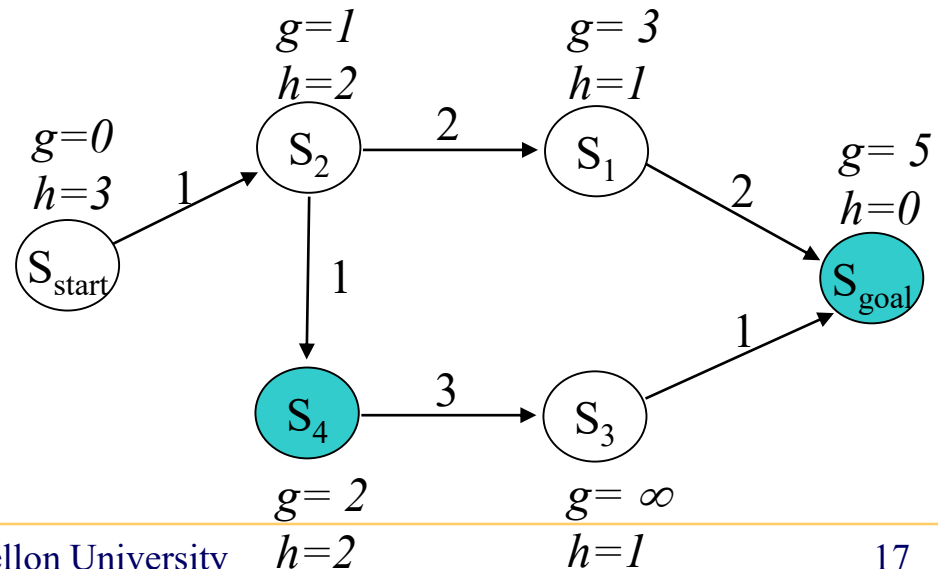 g=1
h=2
g= 3
h=1
g=0
h=3
g= 5
h=0
S2
2
S1
1
2
Sstart
Sgoal
1
1
S4
3
S3
g= 2
h=2
g= ∞
h=1
ellon University
17